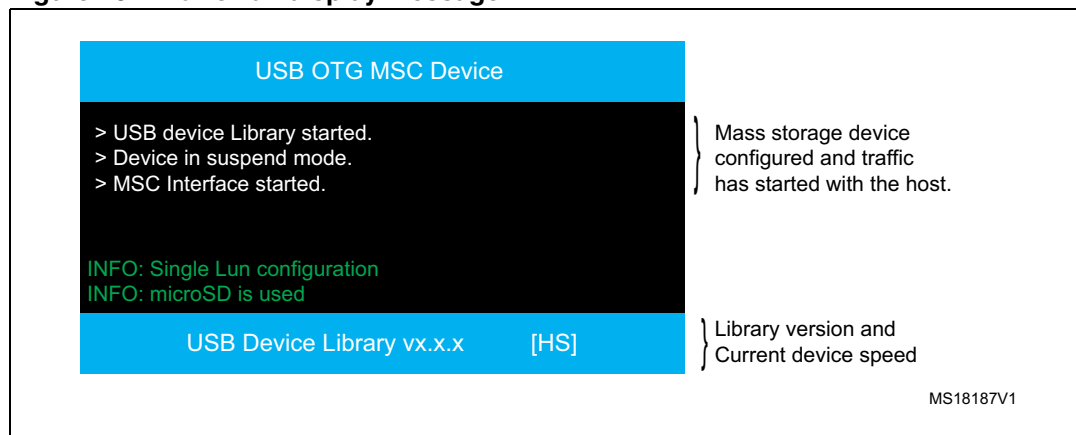 USB OTG MSC Device
> USB device Library started.
> Device in suspend mode.
> MSC Interface started.
Mass storage device
configured and traffic
has started with the host.
INFO: Single Lun configuration
INFO: microSD is used
USB Device Library vx.x.x [HS]
Library version and
Current device speed
MS18187V1